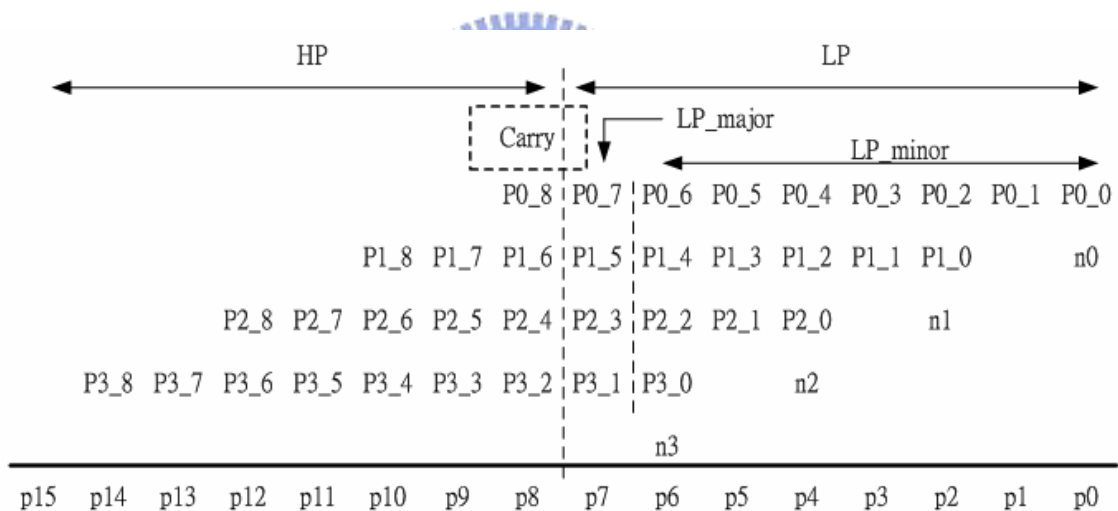 HP LP
Carry LP_major
LP_minor
P0_8 P0_7 P0_6 P0_5 P0_4 P0_3 P0_2 P0_1 P0_0
P1_8 P1_7 P1_6 P1_5 P1_4 P1_3 P1_2 P1_1 P1_0 n0
P2_8 P2_7 P2_6 P2_5 P2_4 P2_3 P2_2 P2_1 P2_0 n1
P3_8 P3_7 P3_6 P3_5 P3_4 P3_3 P3_2 P3_1 P3_0 n2
n3
p15 p14 p13 p12 p11 p10 p9 p8 p7 p6 p5 p4 p3 p2 p1 p0